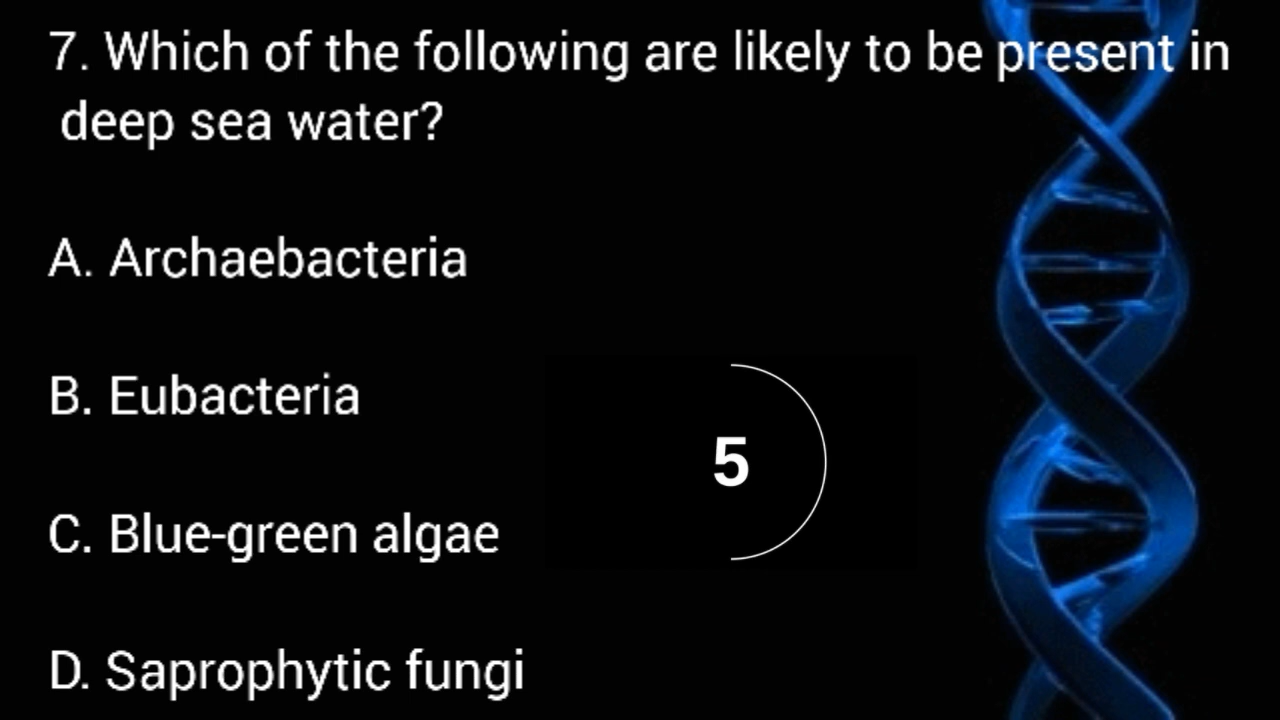 7. Which of the following are likely to be present in
deep sea water?
A. Archaebacteria
B. Eubacteria
5
C. Blue-green algae
D. Saprophytic fungi